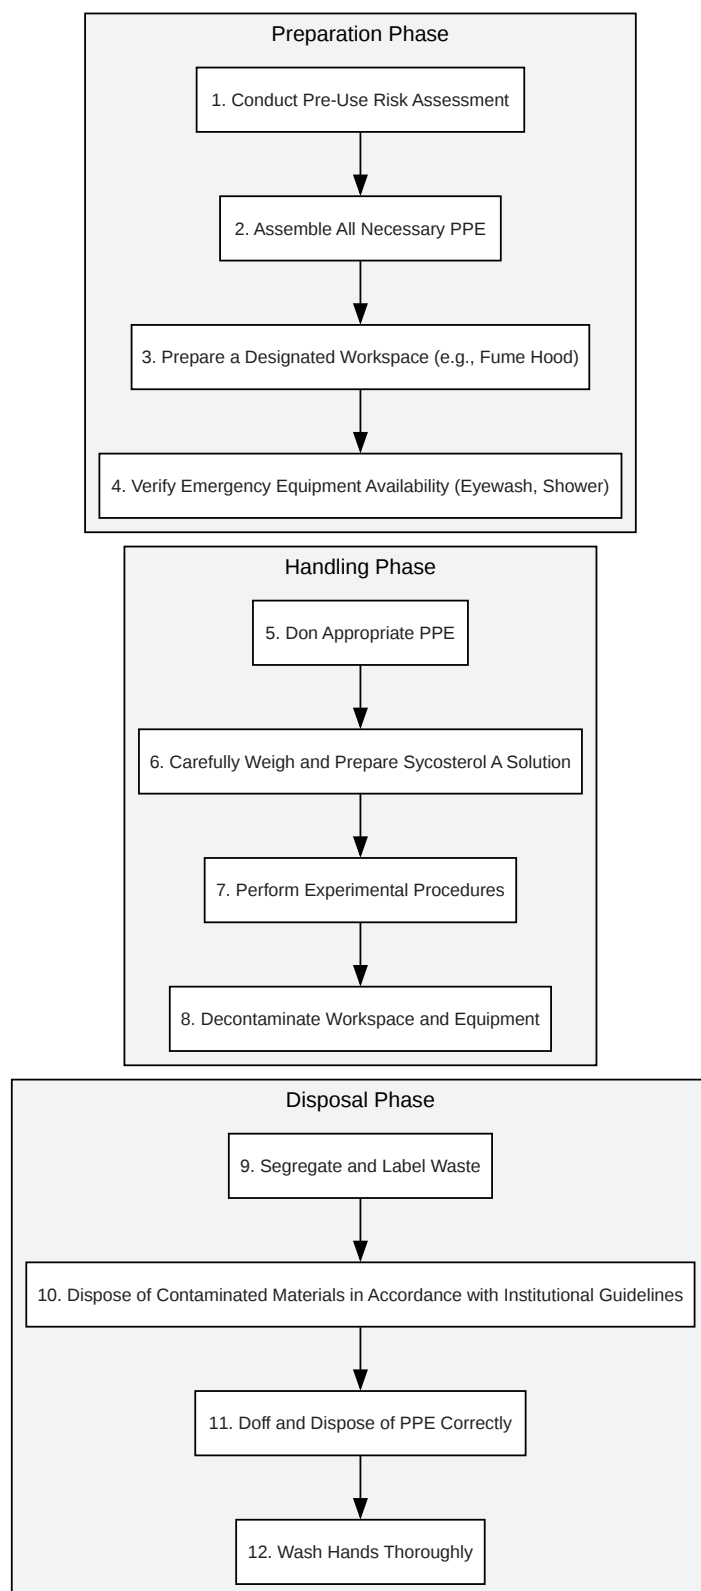 Preparation Phase
1. Conduct Pre-Use Risk Assessment
2. Assemble All Necessary PPE
3. Prepare a Designated Workspace (e.g., Fume Hood)
4. Verify Emergency Equipment Availability (Eyewash, Shower)
Handling Phase
5. Don Appropriate PPE
6. Carefully Weigh and Prepare Sycosterol A Solution
7. Perform Experimental Procedures
8. Decontaminate Workspace and Equipment
Disposal Phase
9. Segregate and Label Waste
10. Dispose of Contaminated Materials in Accordance with Institutional Guidelines
11. Doff and Dispose of PPE Correctly
12. Wash Hands Thoroughly